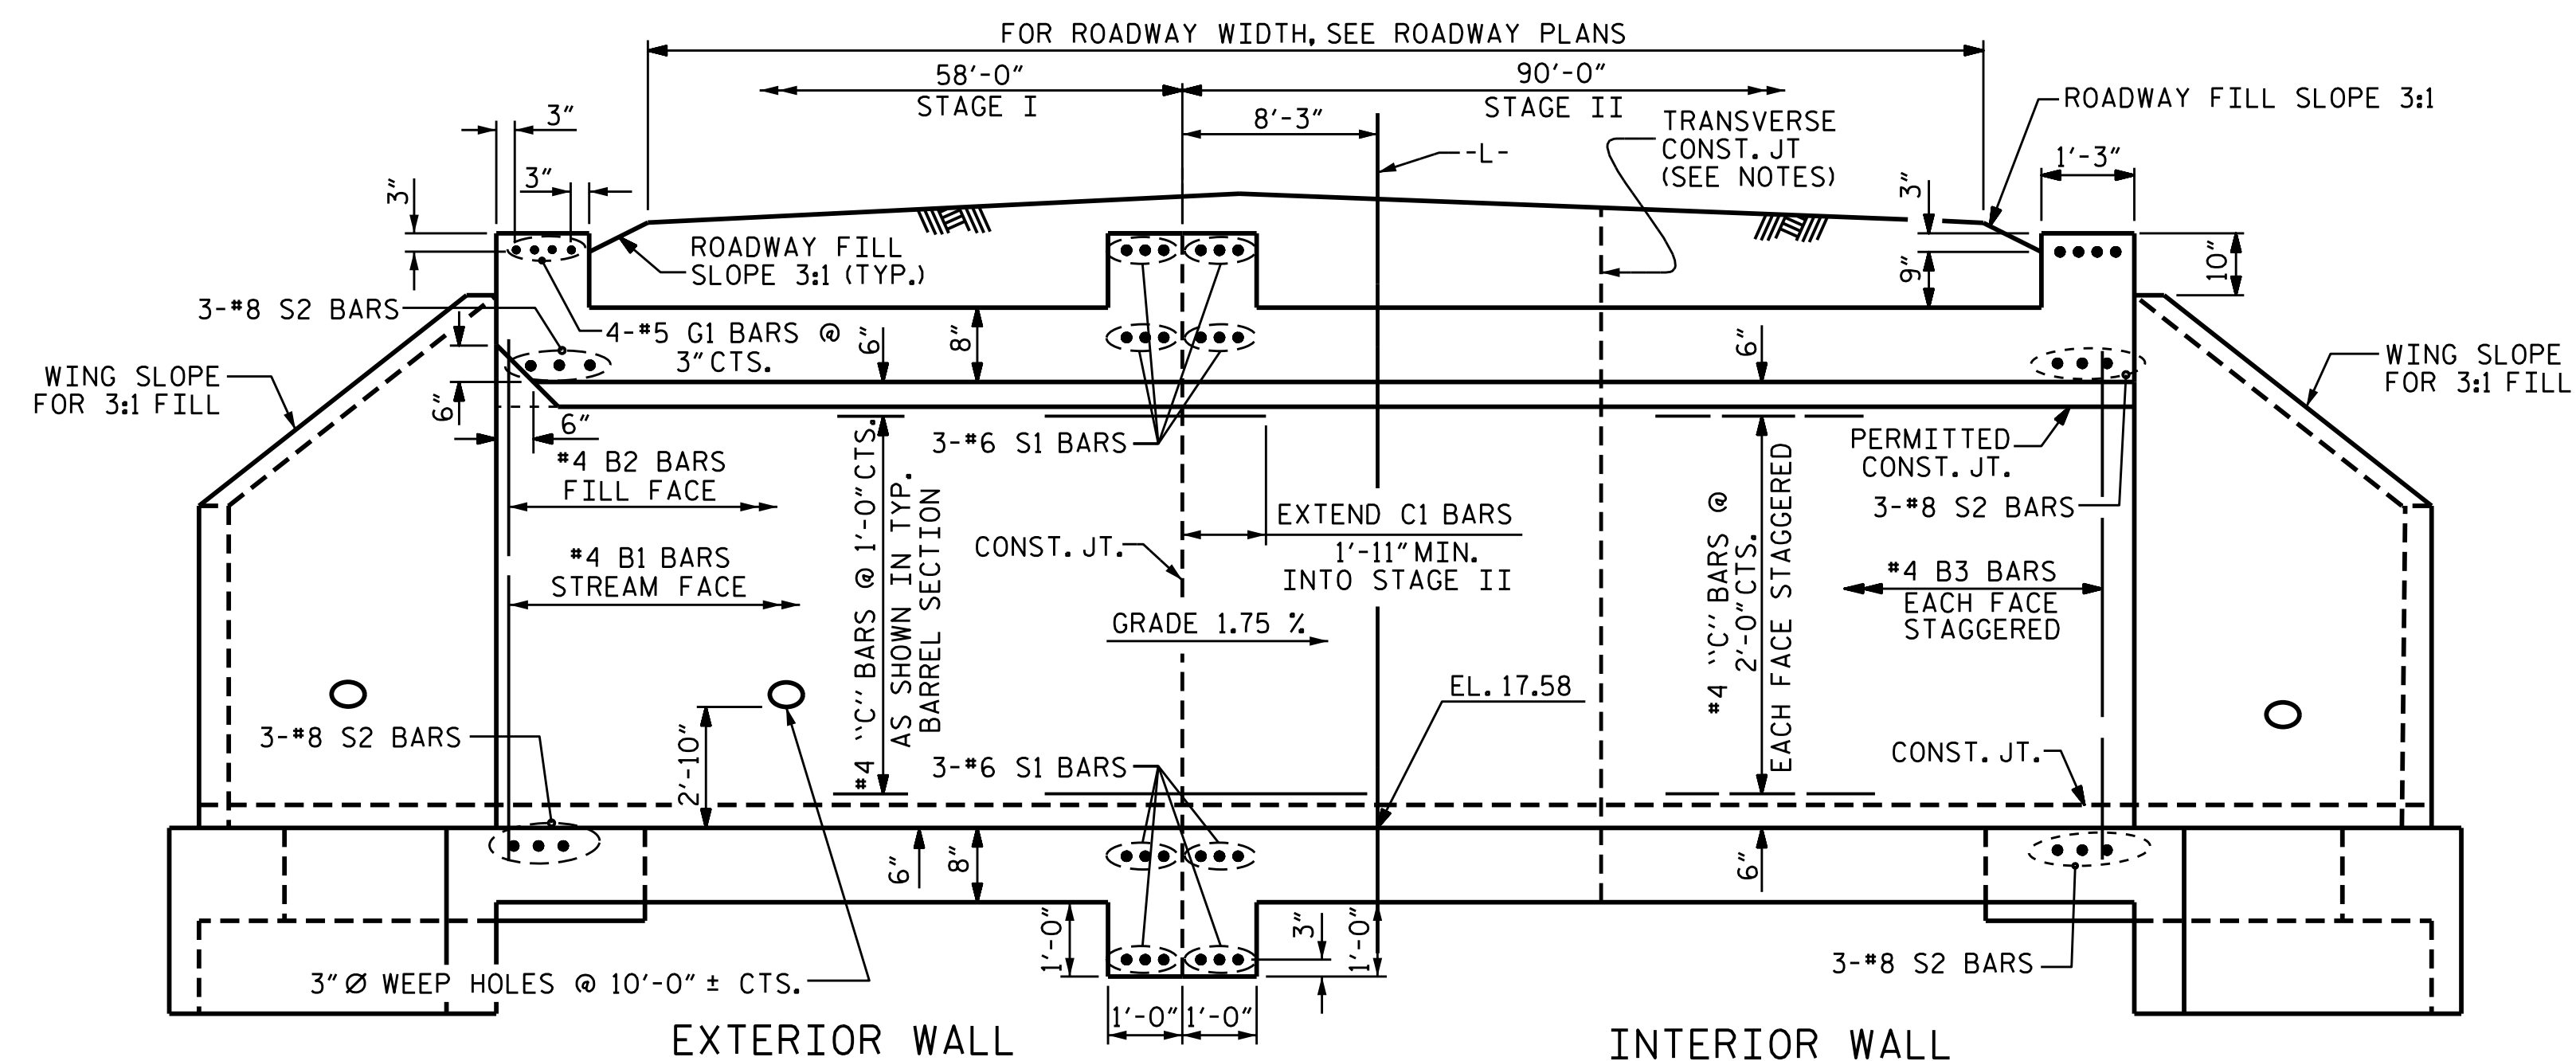 FOR ROADWAY WIDTH, SEE ROADWAY PLANS
58'-0"
STAGE I
90'-0"
STAGE II
8'-3"
-L-
TRANSVERSE
CONST. JT
(SEE NOTES)
ROADWAY FILL SLOPE 3:1
1'-3"
3"
3"
3"
3"
9"
10"
ROADWAY FILL
SLOPE 3:1 (TYP.)
3-#8 S2 BARS
4-#5 G1 BARS @
3" CTS.
6"
8"
6"
WING SLOPE
FOR 3:1 FILL
WING SLOPE
FOR 3:1 FILL
6"
6"
3-#6 S1 BARS
PERMITTED
CONST. JT.
#4 B2 BARS
FILL FACE
#4 "C" BARS @ 1'-0" CTS.
AS SHOWN IN TYP.
BARREL SECTION
EXTEND C1 BARS
1'-11" MIN.
INTO STAGE II
#4 "C" BARS @
2'-0" CTS.
EACH FACE STAGGERED
3-#8 S2 BARS
CONST. JT.
#4 B1 BARS
STREAM FACE
#4 B3 BARS
EACH FACE
STAGGERED
GRADE 1.75 %
EL. 17.58
3-#8 S2 BARS
2'-10"
3-#6 S1 BARS
CONST. JT.
6"
8"
6"
1'-0"
3"
1'-0"
3-#8 S2 BARS
3" Ø WEEP HOLES @ 10'-0" ± CTS.
1'-0"
1'-0"
EXTERIOR WALL
INTERIOR WALL